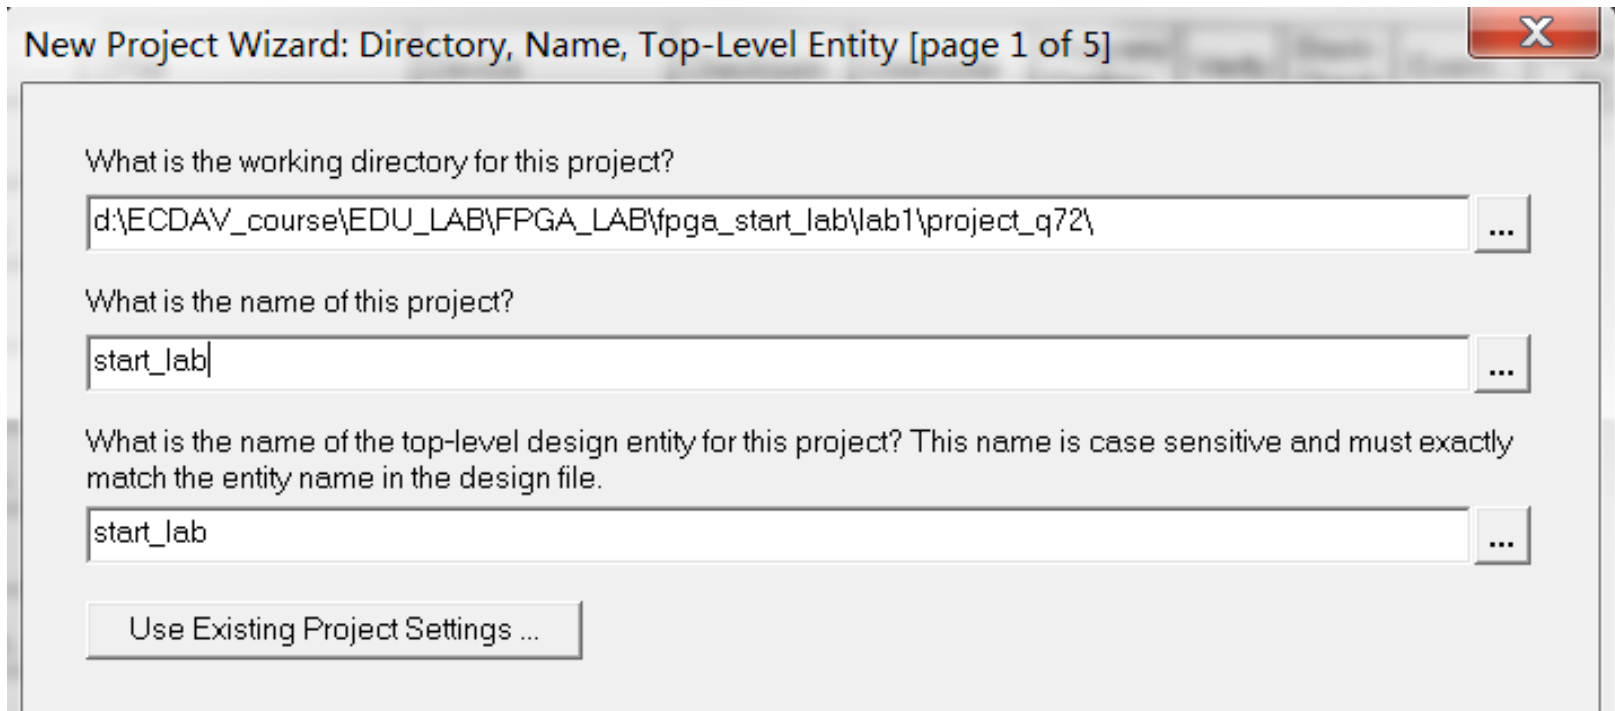 New Project Wizard: Directory, Name, Top-Level Entity [page 1 of 5]
What is the working directory for this project?
d:\ECDAV_course\EDU_LAB\FPGA_LAB\fpga_start_lab\lab1\project_q72\
...
What is the name of this project?
start_lab
...
What is the name of the top-level design entity for this project? This name is case sensitive and must exactly
match the entity name in the design file.
start_lab
...
Use Existing Project Settings ...